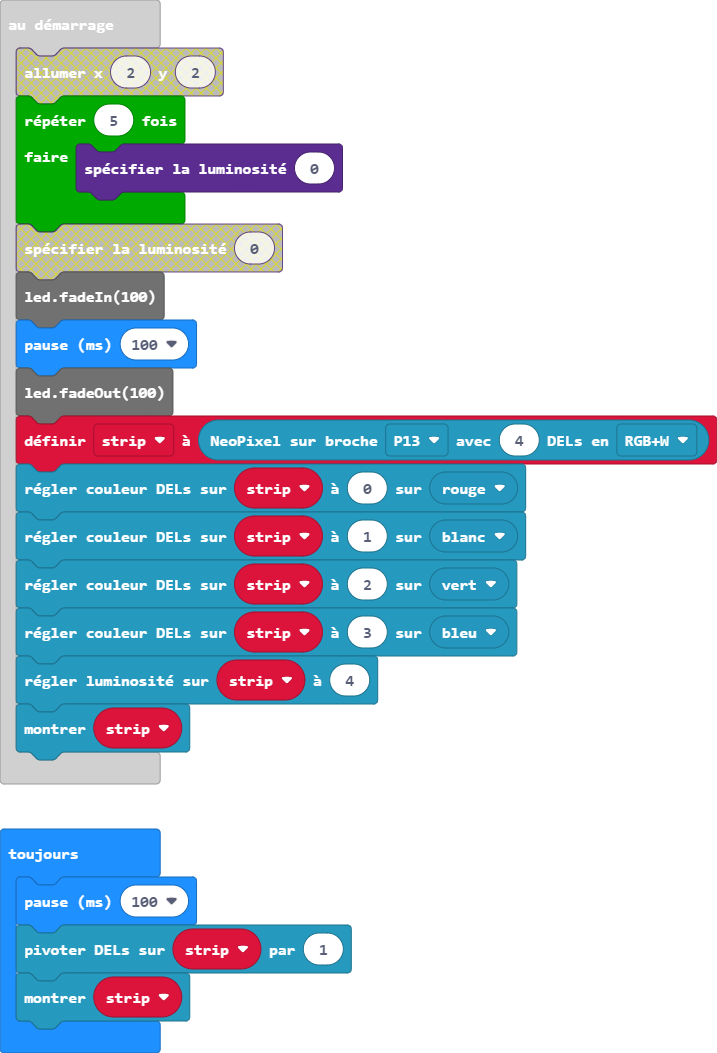 au démarrage
allumer x 2 y 2
répéter 5 fois
faire spécifier la luminosité 0
spécifier la luminosité 0
led.fadeIn(100)
pause (ms) 100
led.fadeOut(100)
définir strip à NeoPixel sur broche P13 avec 4 DELs en RGB+W
régler couleur DELs sur strip à 0 sur rouge
régler couleur DELs sur strip à 1 sur blanc
régler couleur DELs sur strip à 2 sur vert
régler couleur DELs sur strip à 3 sur bleu
régler luminosité sur strip à 4
montrer strip
toujours
pause (ms) 100
pivoter DELs sur strip par 1
montrer strip